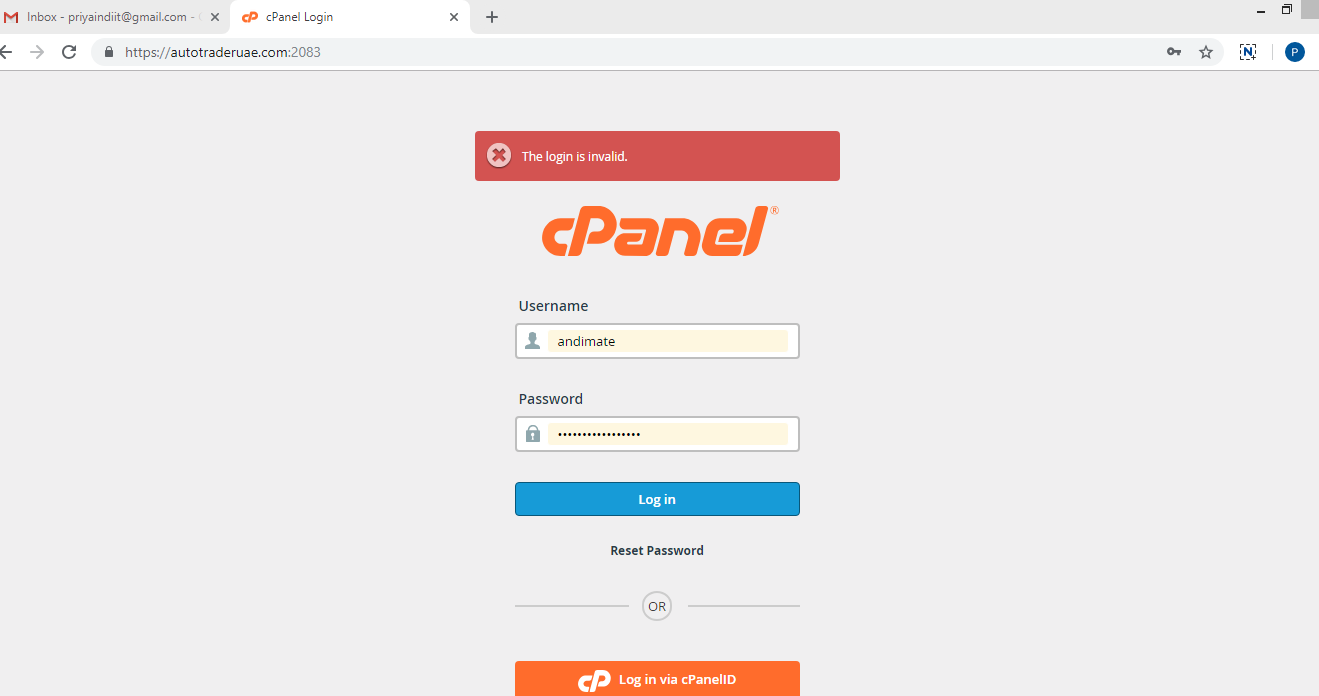 Inbox - priyaindiit@gmail.com -
cPanel Login
https://autotraderuae.com:2083
N
P
The login is invalid.
cPanel®
Username
andimate
Password
•••••••••••••••••
Log in
Reset Password
OR
cP Log in via cPanelID